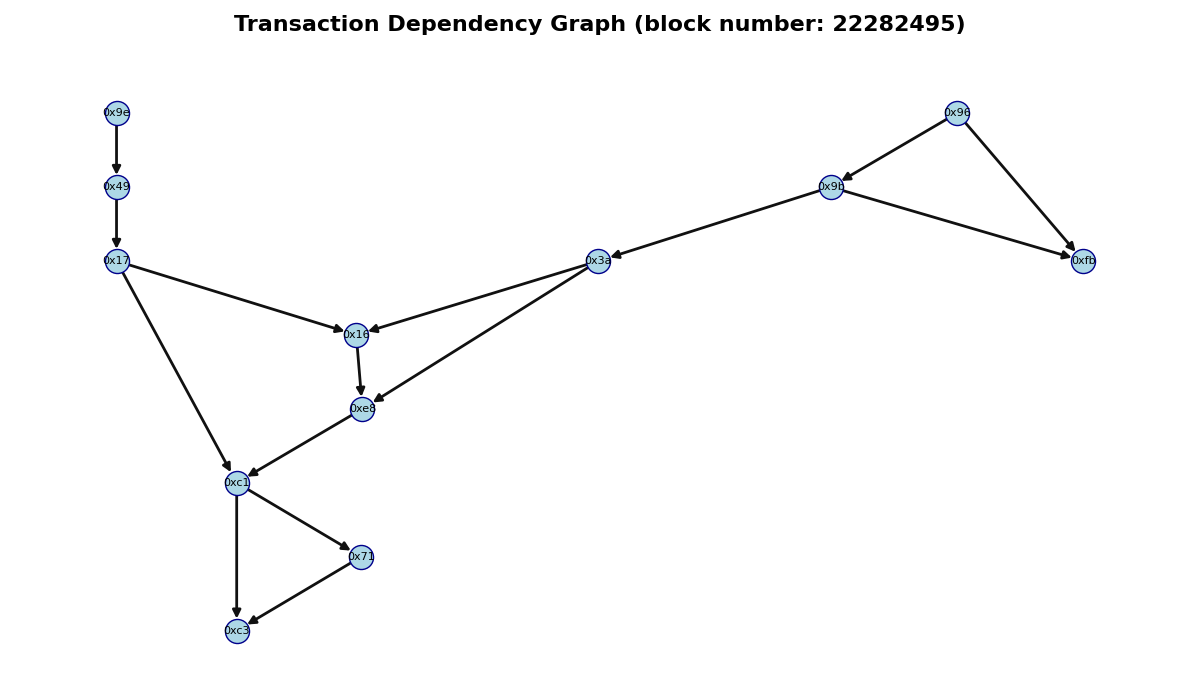 Transaction Dependency Graph (block number: 22282495)
0x9e
0x96
0x49
0x9b
0x17
0x3a
0xfb
0x16
0xe8
0xc1
0x71
0xc3